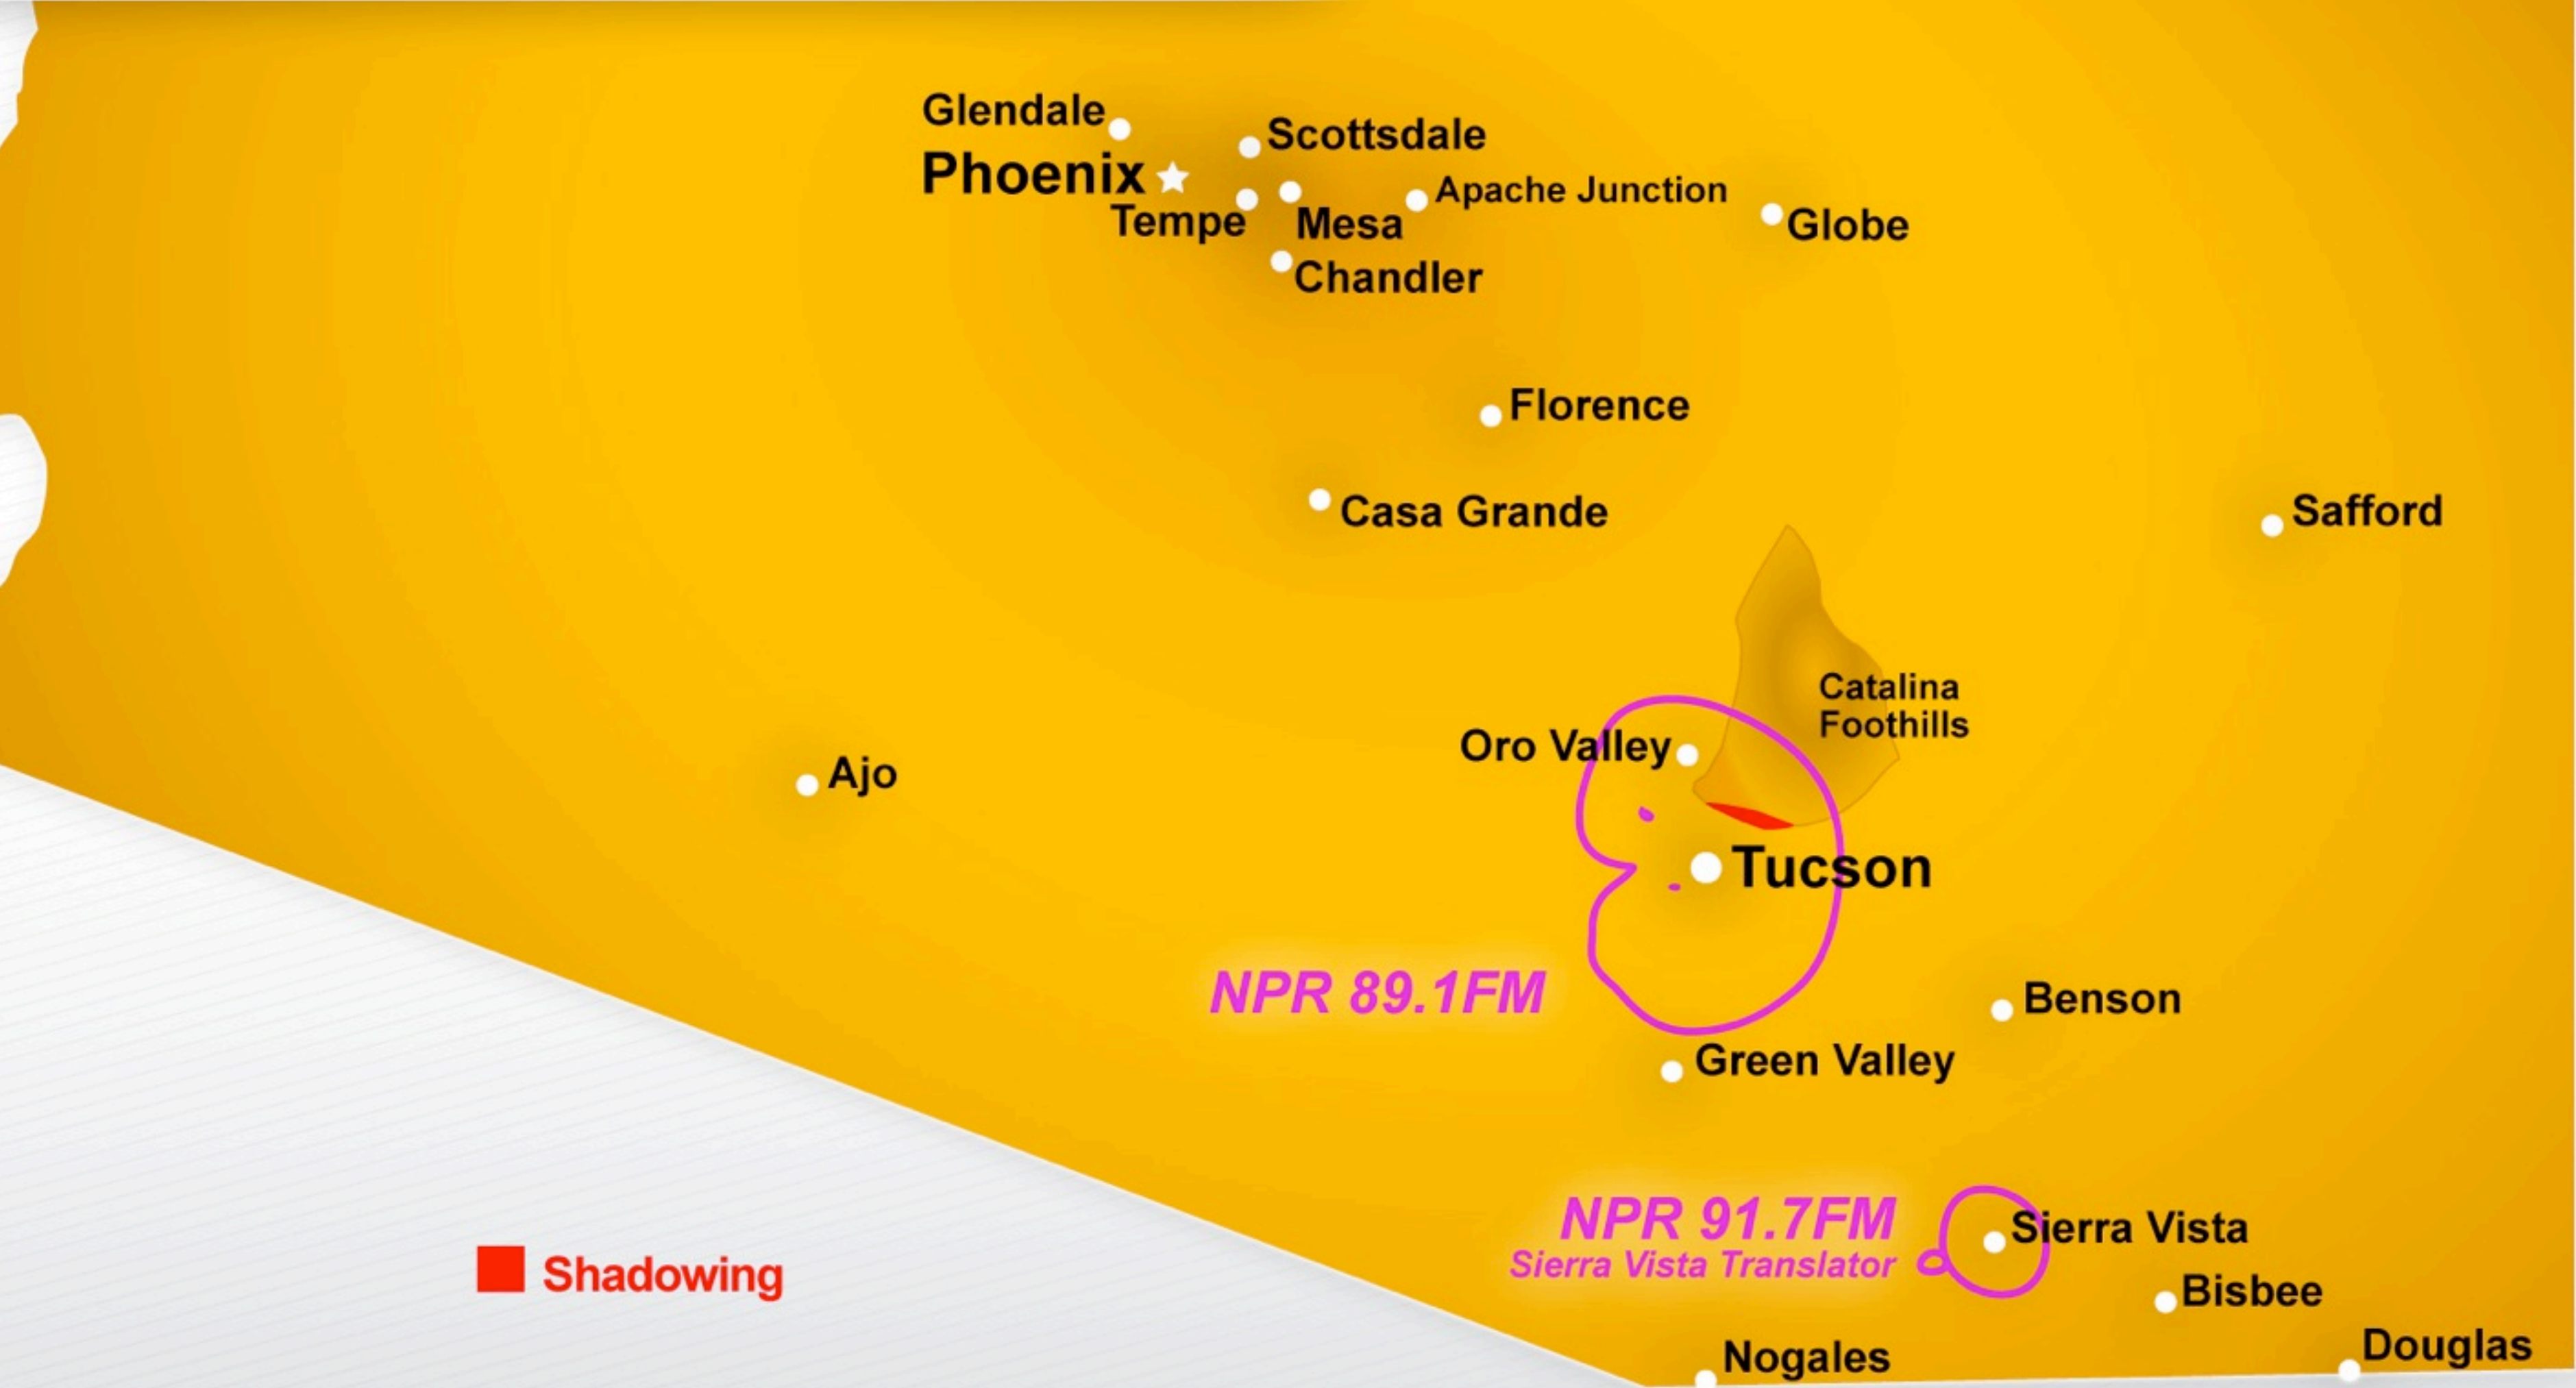 Glendale
Scottsdale
Phoenix
Apache Junction
Tempe
Mesa
Globe
Chandler
Florence
Casa Grande
Safford
Catalina
Foothills
Oro Valley
Ajo
Tucson
NPR 89.1FM
Benson
Green Valley
NPR 91.7FM
Sierra Vista Translator
Sierra Vista
Shadowing
Bisbee
Nogales
Douglas